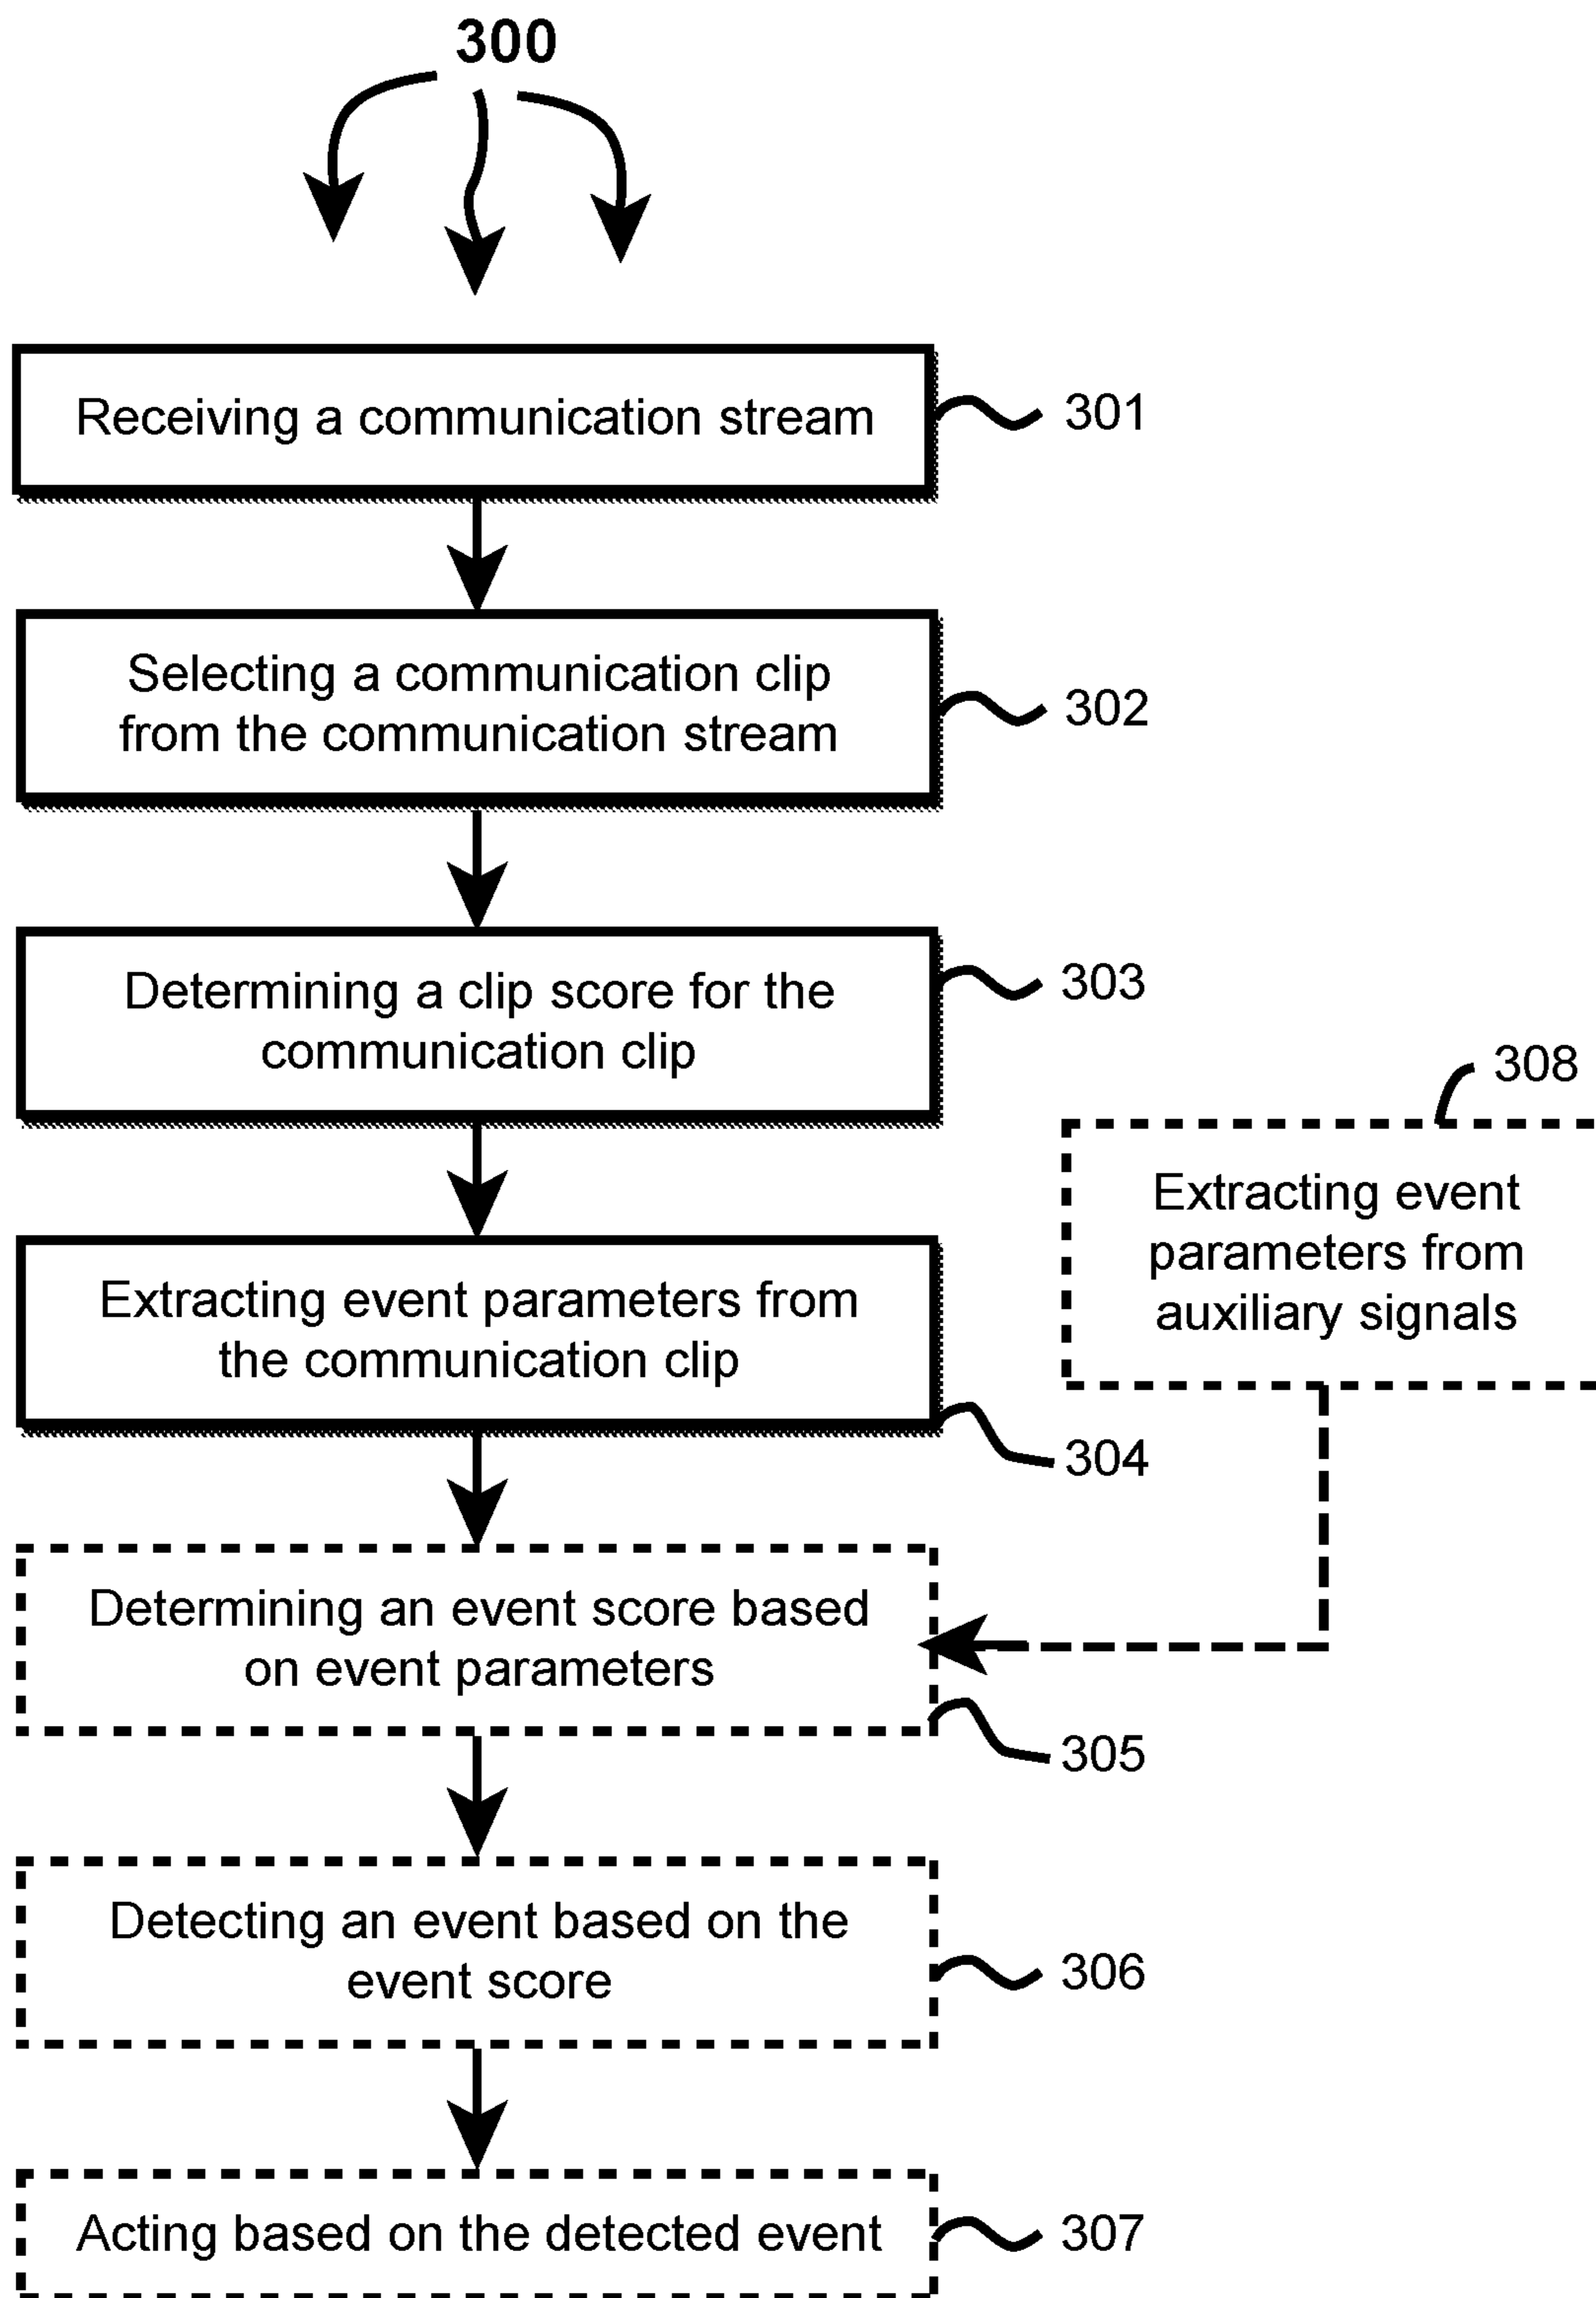 300
Receiving a communication stream
301
Selecting a communication clip
from the communication stream
302
Determining a clip score for the
communication clip
303
308
Extracting event
parameters from
auxiliary signals
Extracting event parameters from
the communication clip
304
Determining an event score based
on event parameters
305
Detecting an event based on the
event score
306
Acting based on the detected event
307